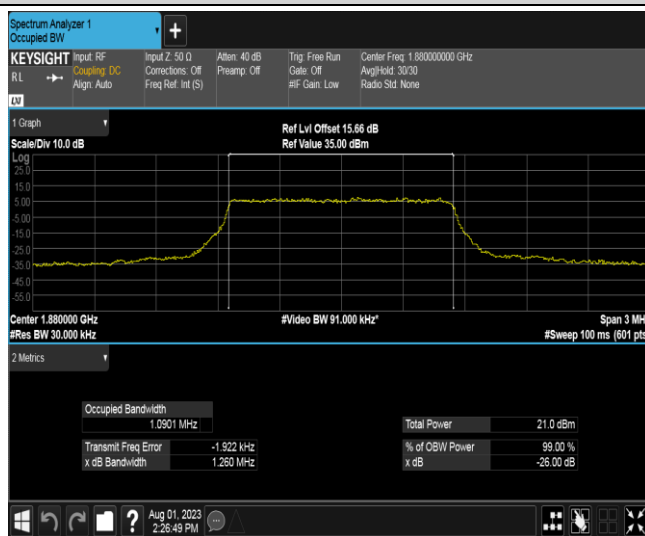 Spectrum Analyzer 1
Occupied BW
+
KEYSIGHT
R L
LXI
Input: RF
Coupling: DC
Align: Auto
Input Z: 50 Ω
Corrections: Off
Freq Ref: Int (S)
Atten: 40 dB
Preamp: Off
Trig: Free Run
Gate: Off
#IF Gain: Low
Center Freq: 1.880000000 GHz
Avg|Hold: 30/30
Radio Std: None
1 Graph
Scale/Div 10.0 dB
Ref Lvl Offset 15.66 dB
Ref Value 35.00 dBm
Log
25.0
15.0
5.00
-5.00
-15.0
-25.0
-35.0
-45.0
-55.0
Center 1.880000 GHz
#Res BW 30.000 kHz
#Video BW 91.000 kHz*
Span 3 MH
#Sweep 100 ms (601 pts
2 Metrics
Occupied Bandwidth
1.0901 MHz
Transmit Freq Error -1.922 kHz
x dB Bandwidth 1.260 MHz
Total Power 21.0 dBm
% of OBW Power 99.00 %
x dB -26.00 dB
?
Aug 01, 2023
2:26:49 PM